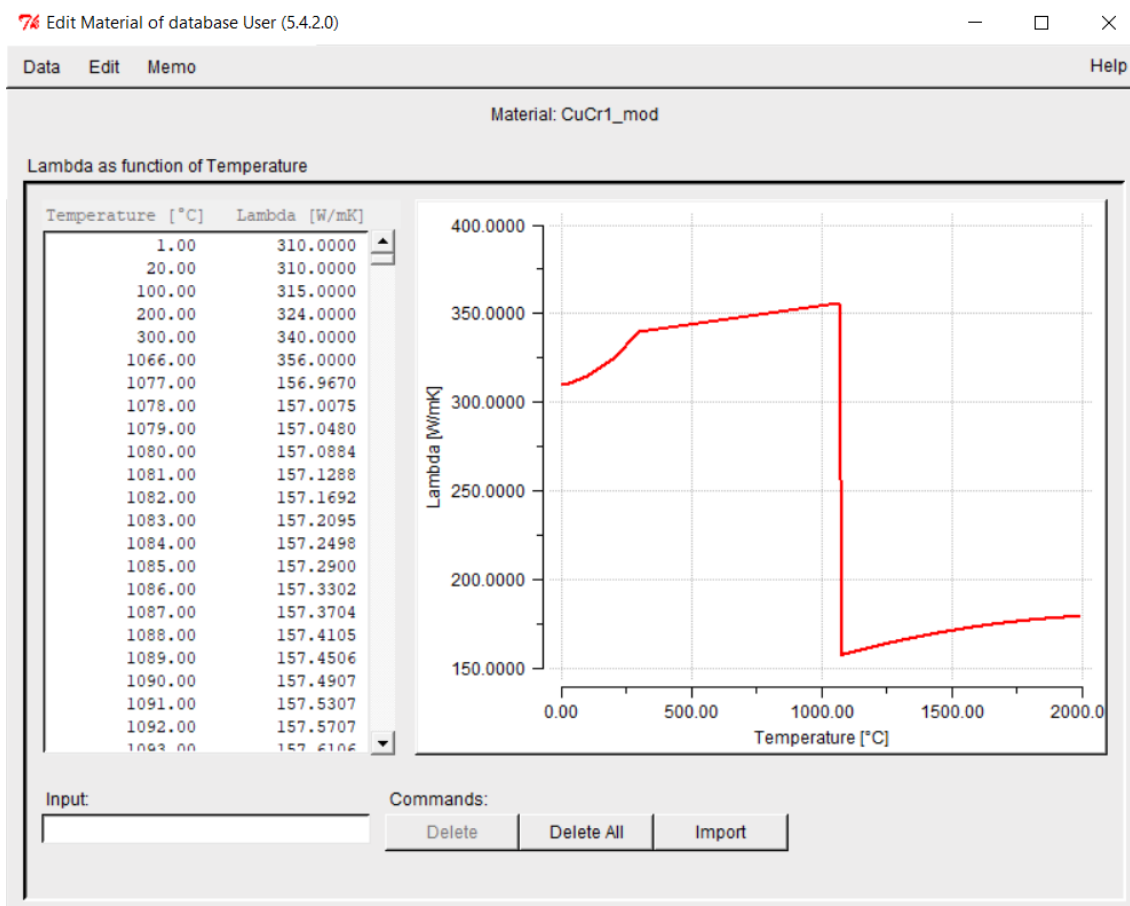 Edit Material of database User (5.4.2.0)
Data Edit Memo Help
Material: CuCr1_mod
Lambda as function of Temperature
Temperature [°C] Lambda [W/mK]
1.00 310.0000
20.00 310.0000
100.00 315.0000
200.00 324.0000
300.00 340.0000
1066.00 356.0000
1077.00 156.9670
1078.00 157.0075
1079.00 157.0480
1080.00 157.0884
1081.00 157.1288
1082.00 157.1692
1083.00 157.2095
1084.00 157.2498
1085.00 157.2900
1086.00 157.3302
1087.00 157.3704
1088.00 157.4105
1089.00 157.4506
1090.00 157.4907
1091.00 157.5307
1092.00 157.5707
1093.00 157.6106
400.0000
350.0000
300.0000
250.0000
200.0000
150.0000
Lambda [W/mK]
0.00 500.00 1000.00 1500.00 2000.0
Temperature [°C]
Input:
Commands:
Delete Delete All Import